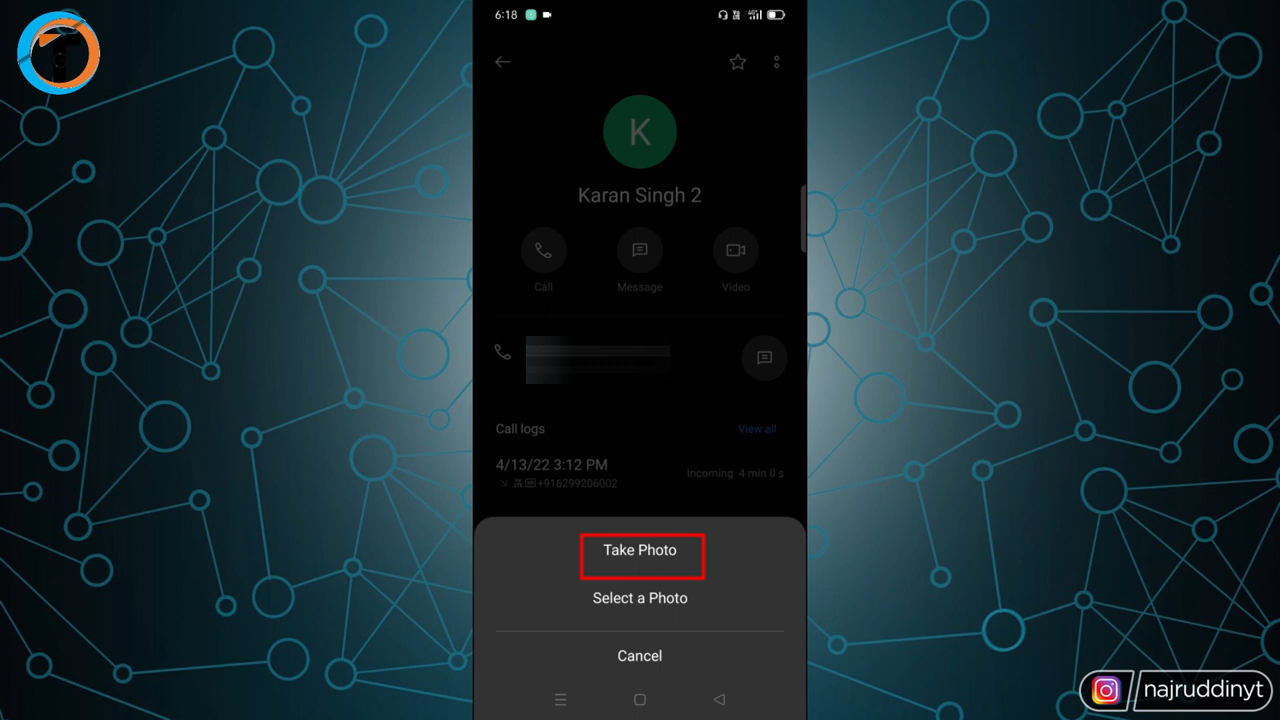 6:18
K
Karan Singh 2
Call Message Video
Call logs View all
4/13/22 3:12 PM
Incoming 4 min 0 s
+916299206002
Take Photo
Select a Photo
Cancel
najruddinyt